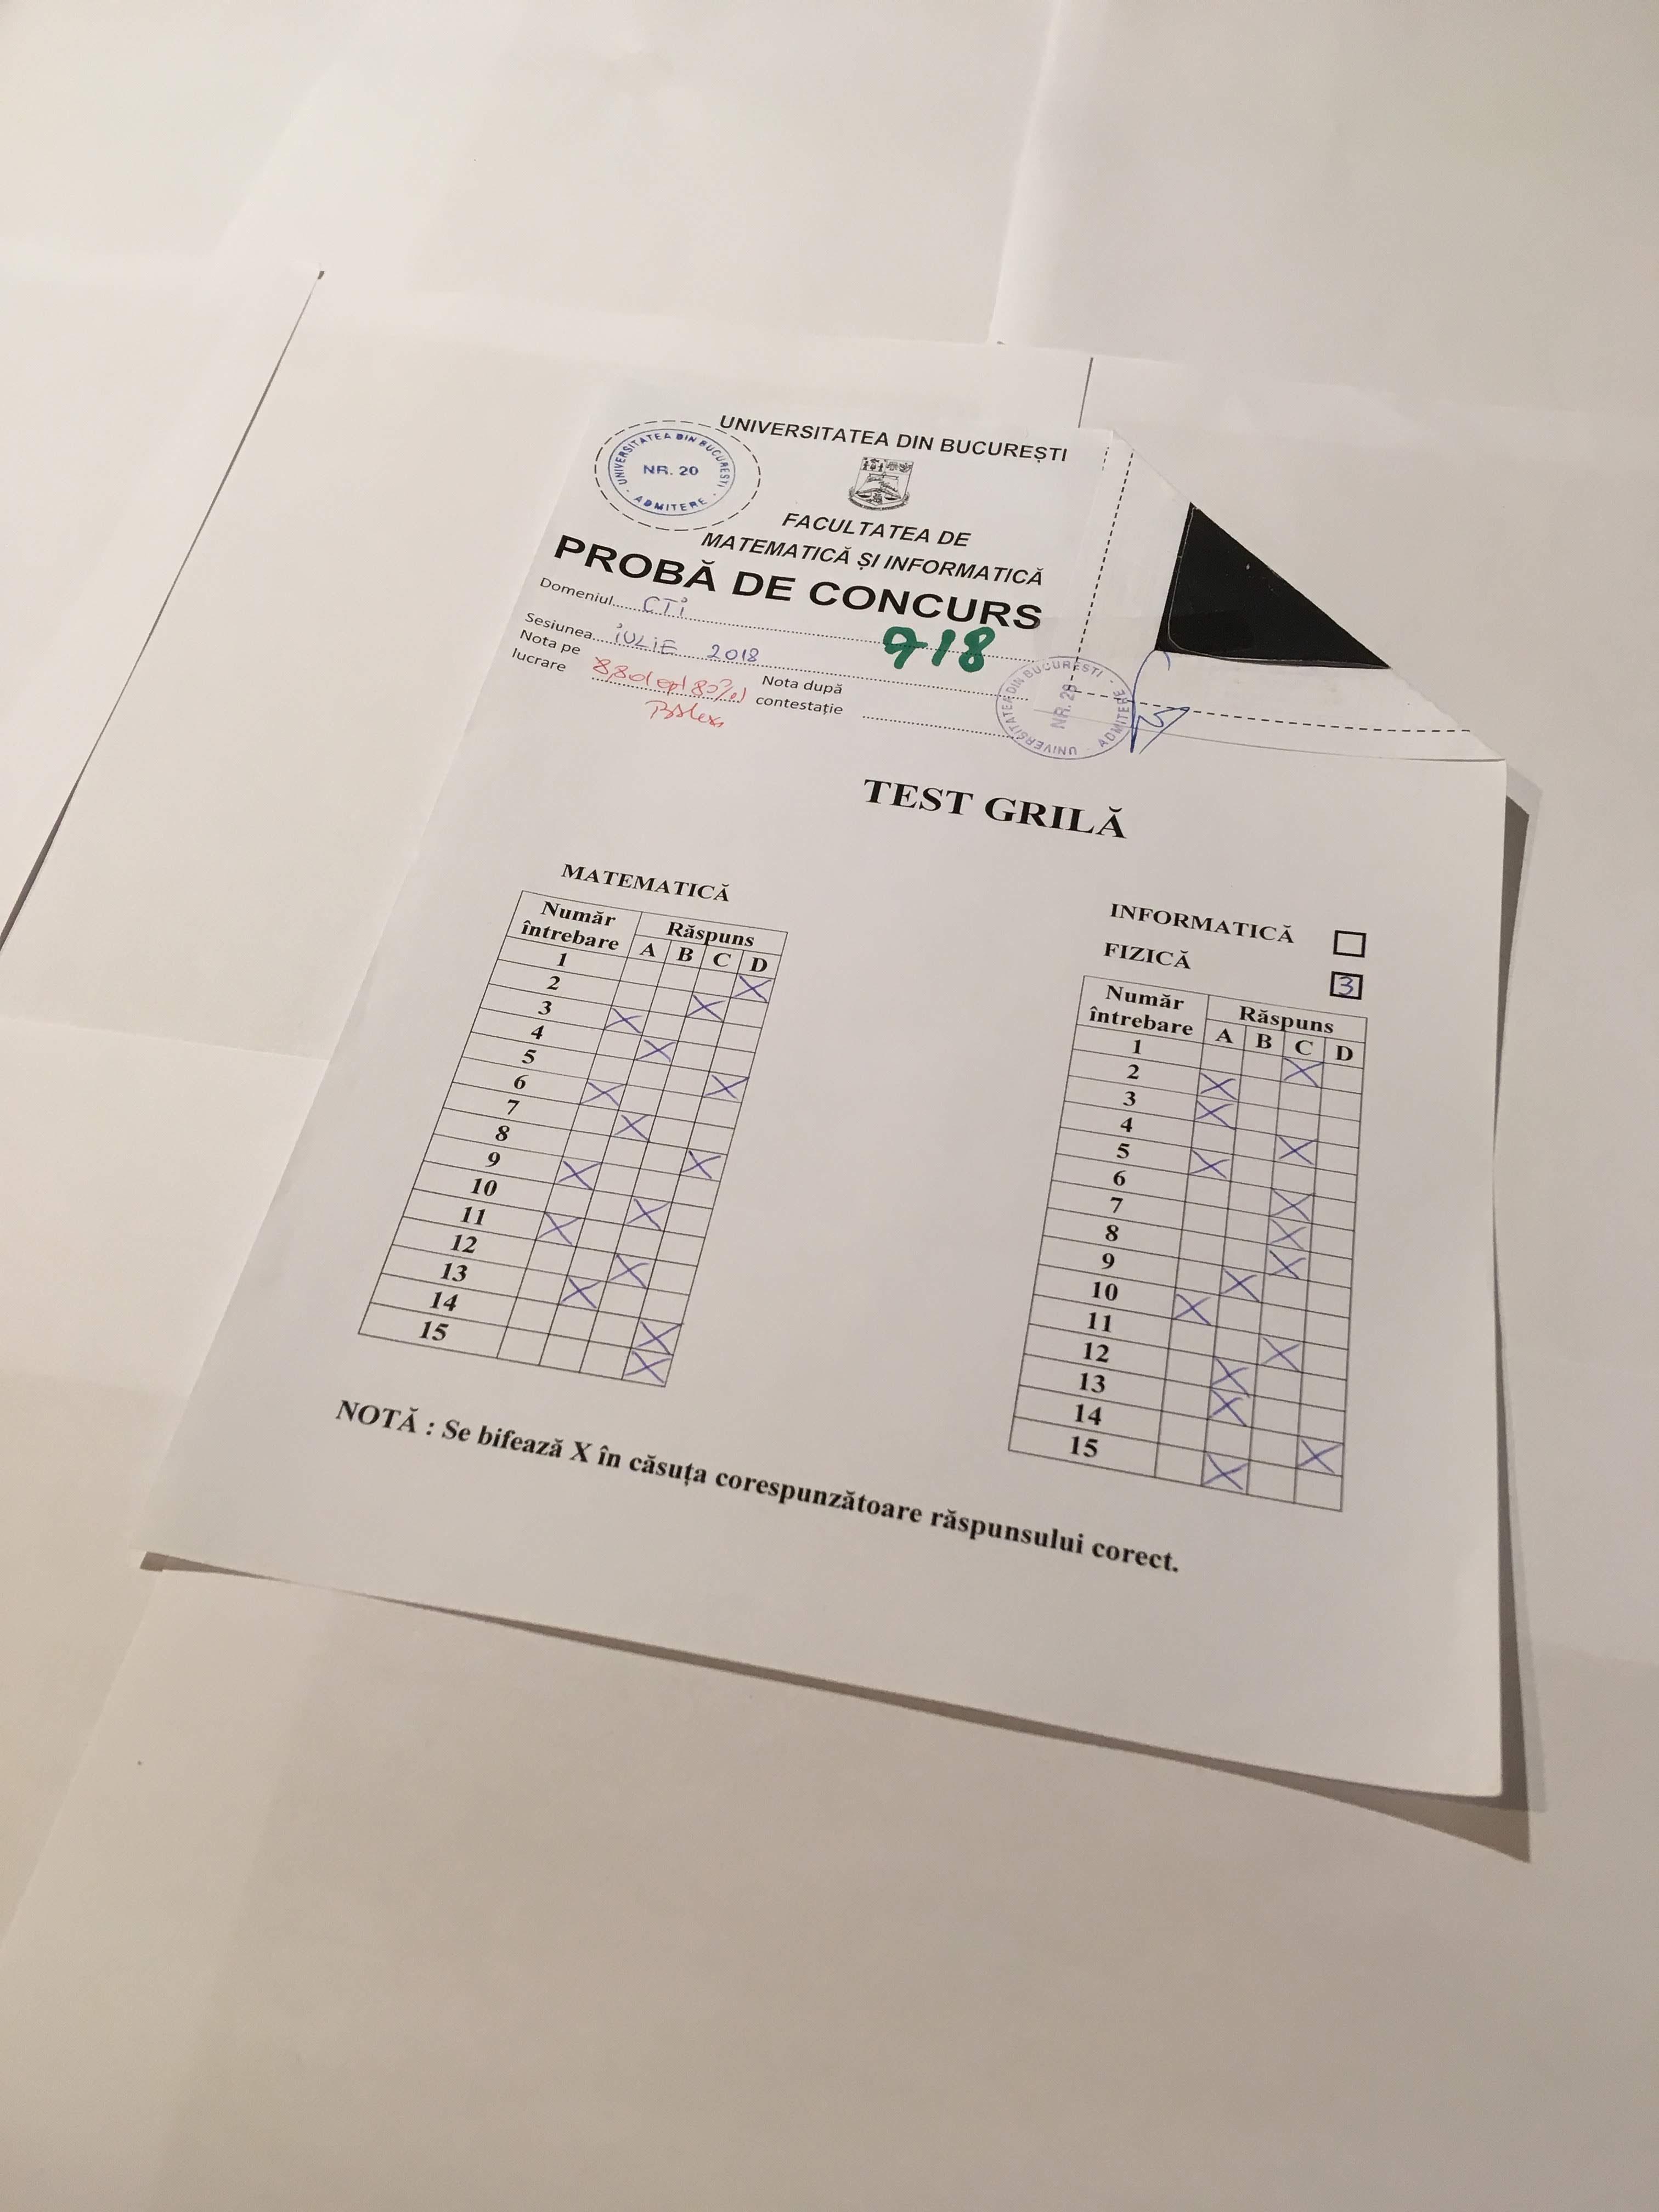 UNIVERSITATEA DIN BUCUREȘTI
UNIVERSITATEA DIN BUCUREȘTI · ADMITERE ·
NR. 20
FACULTATEA DE
MATEMATICĂ ȘI INFORMATICĂ
PROBĂ DE CONCURS
Domeniul CTi
918
Sesiunea iULiE 2018
Nota pe lucrare 8,80
Nota după contestație
UNIVERSITATEA DIN BUCUREȘTI · ADMITERE ·
NR. 20
TEST GRILĂ
MATEMATICĂ
Număr întrebare Răspuns
A B C D
1 X
2 X
3 X
4 X
5 X
6 X
7 X
8 X
9 X
10 X
11 X
12 X
13 X
14 X
15 X
INFORMATICĂ
FIZICĂ 3
Număr întrebare Răspuns
A B C D
1 X
2 X
3 X
4 X
5 X
6 X
7 X
8 X
9 X
10 X
11 X
12 X
13 X
14 X
15 X
NOTĂ : Se bifează X în căsuța corespunzătoare răspunsului corect.